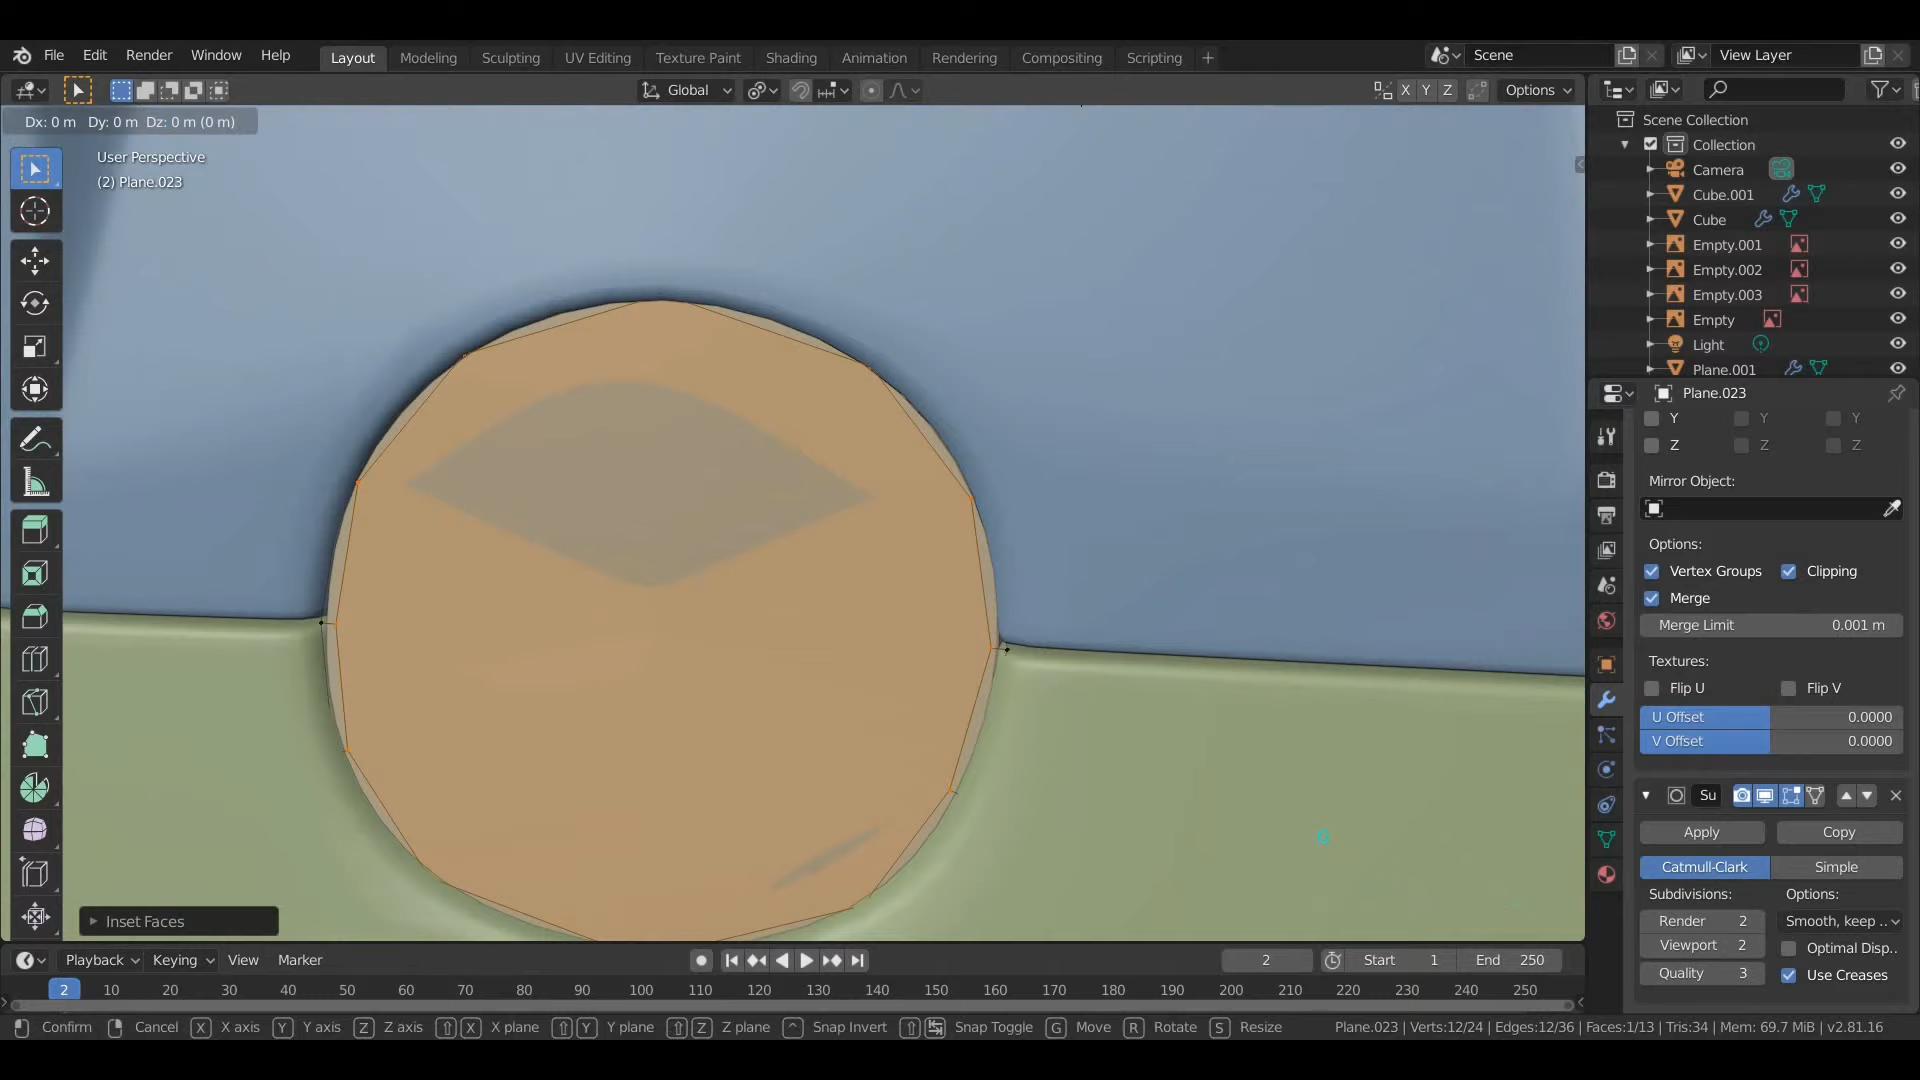 File Edit Render Window Help Layout Modeling Sculpting UV Editing Texture Paint Shading Animation Rendering Compositing Scripting + Scene View Layer
Global X Y Z Options
Dx: 0 m Dy: 0 m Dz: 0 m (0 m)
User Perspective
(2) Plane.023
Scene Collection
Collection
Camera
Cube.001
Cube
Empty.001
Empty.002
Empty.003
Empty
Light
Plane.001
Plane.023
Y Y Y
Z Z Z
Mirror Object:
Options:
Vertex Groups Clipping
Merge
Merge Limit 0.001 m
Textures:
Flip U Flip V
U Offset 0.0000
V Offset 0.0000
Su
Apply Copy
Catmull-Clark Simple
Subdivisions: Options:
Render 2 Smooth, keep ..
Viewport 2 Optimal Disp..
Quality 3 Use Creases
Inset Faces
Playback Keying View Marker 2 Start 1 End 250
2 10 20 30 40 50 60 70 80 90 100 110 120 130 140 150 160 170 180 190 200 210 220 230 240 250
Confirm Cancel X X axis Y Y axis Z Z axis X X plane Y Y plane Z Z plane ^ Snap Invert Snap Toggle G Move R Rotate S Resize Plane.023 | Verts:12/24 | Edges:12/36 | Faces:1/13 | Tris:34 | Mem: 69.7 MiB | v2.81.16